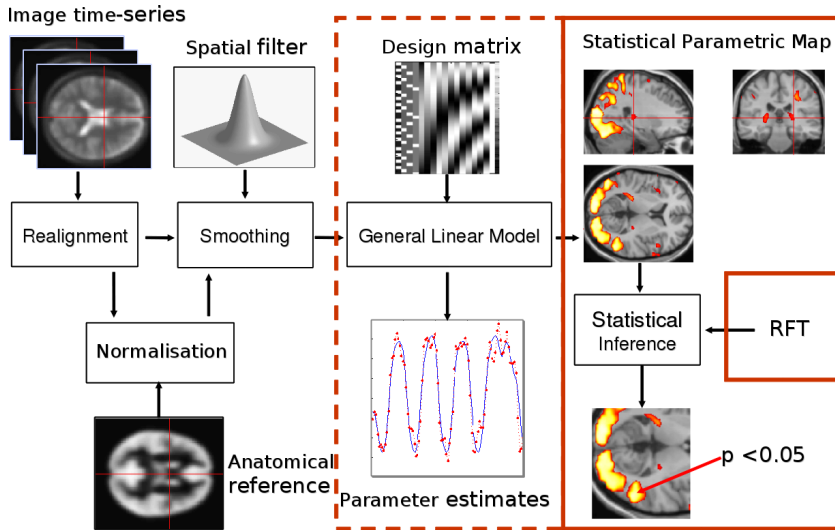 Image time-series
Spatial filter
Design matrix
Statistical Parametric Map
Realignment
Smoothing
General Linear Model
Normalisation
Statistical
Inference
RFT
Anatomical
reference
Parameter estimates
p <0.05